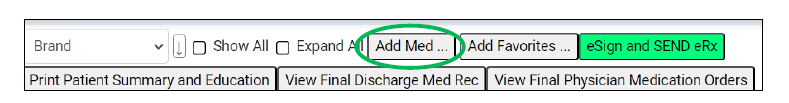 Brand ↓ Show All Expand All Add Med ... Add Favorites ... eSign and SEND eRx
Print Patient Summary and Education View Final Discharge Med Rec View Final Physician Medication Orders